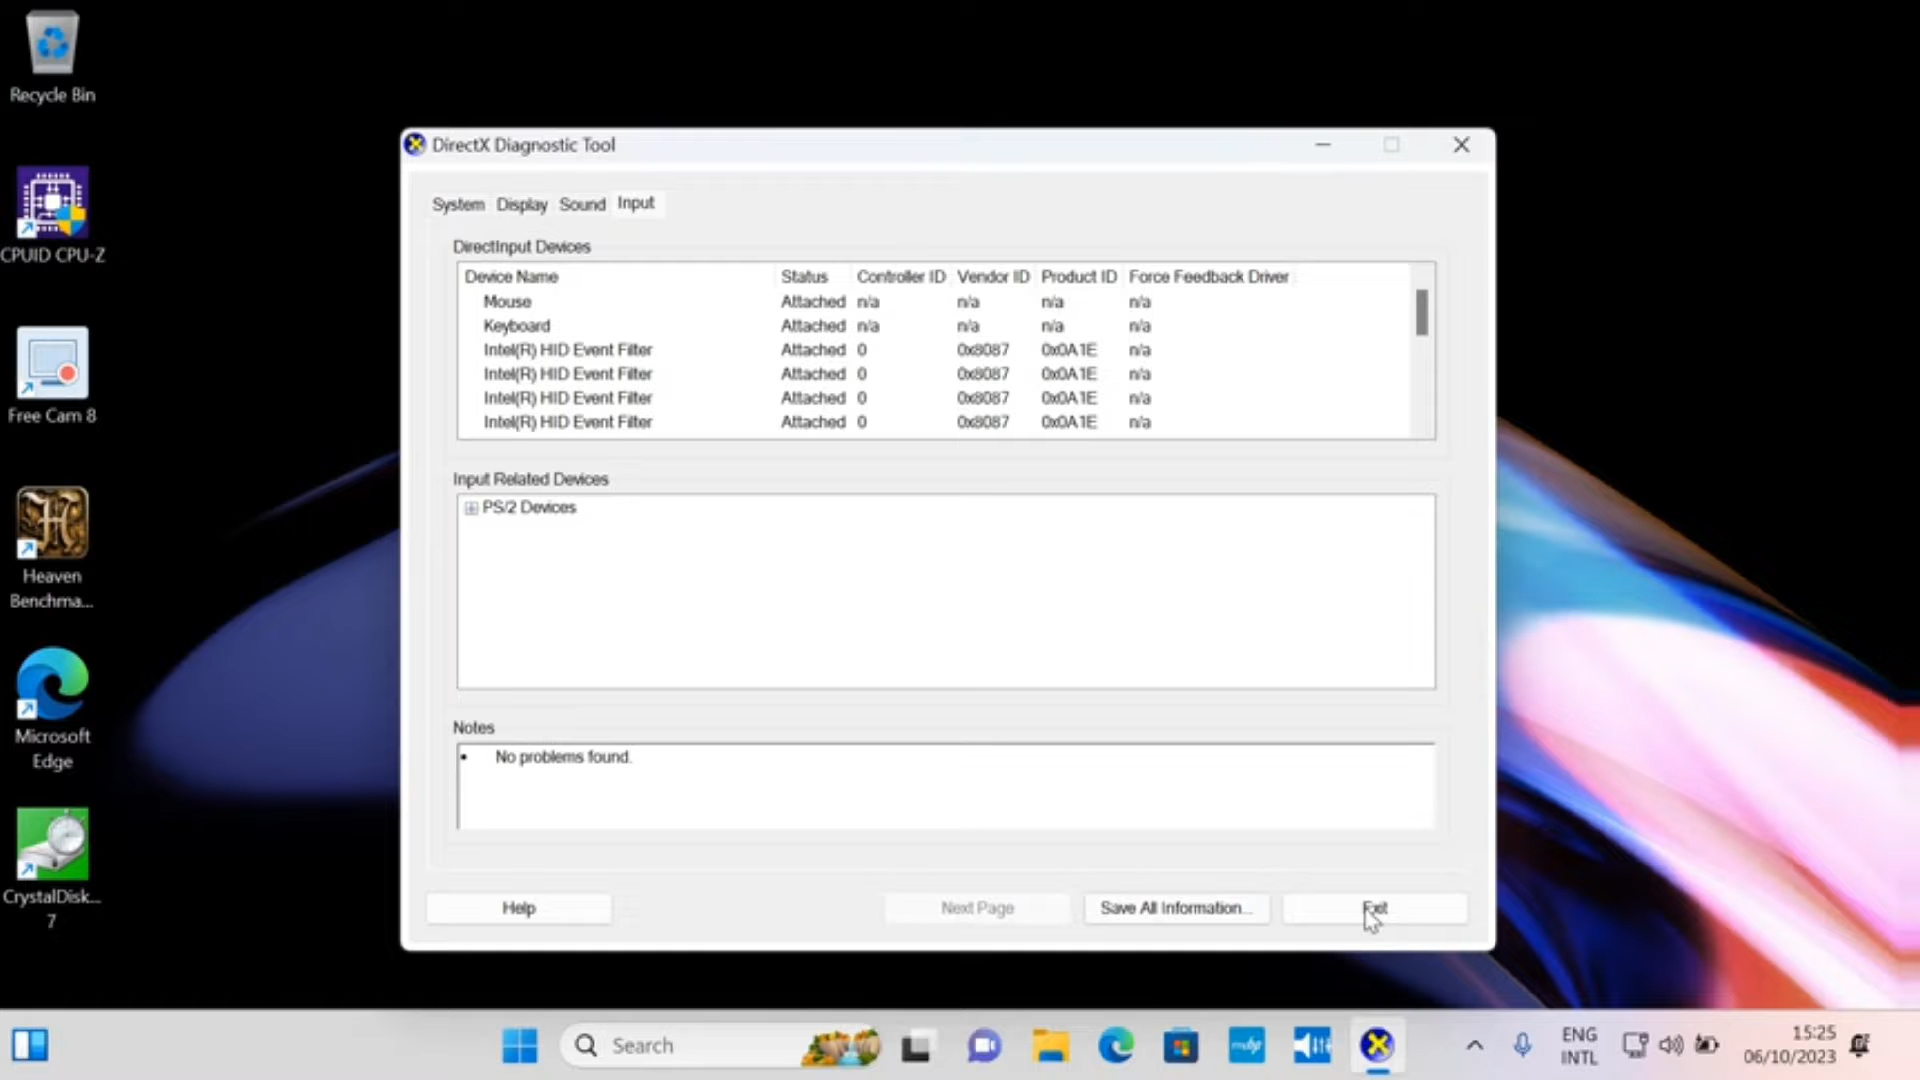 Recycle Bin
CPUID CPU-Z
Free Cam 8
Heaven
Benchma...
Microsoft
Edge
CrystalDisk...
7
DirectX Diagnostic Tool
System Display Sound Input
DirectInput Devices
Device Name Status Controller ID Vendor ID Product ID Force Feedback Driver
Mouse Attached n/a n/a n/a n/a
Keyboard Attached n/a n/a n/a n/a
Intel(R) HID Event Filter Attached 0 0x8087 0x0A1E n/a
Intel(R) HID Event Filter Attached 0 0x8087 0x0A1E n/a
Intel(R) HID Event Filter Attached 0 0x8087 0x0A1E n/a
Intel(R) HID Event Filter Attached 0 0x8087 0x0A1E n/a
Input Related Devices
PS/2 Devices
Notes
• No problems found.
Help Next Page Save All Information... Exit
Search
myhp
ENG
INTL
15:25
06/10/2023